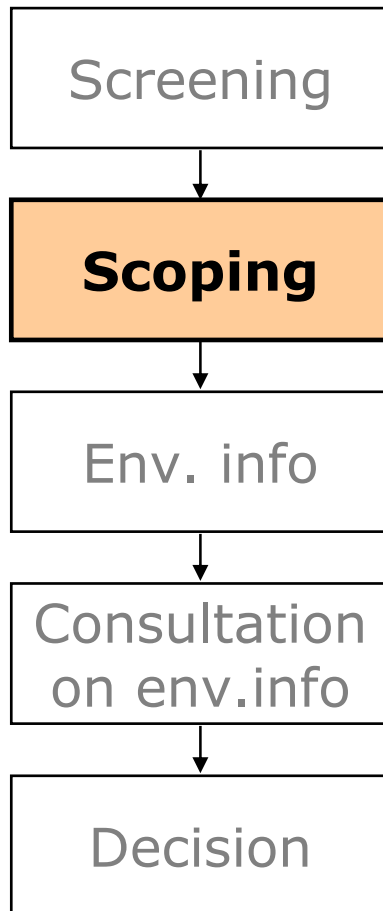 Screening
Scoping
Env. info
Consultation
on env.info
Decision